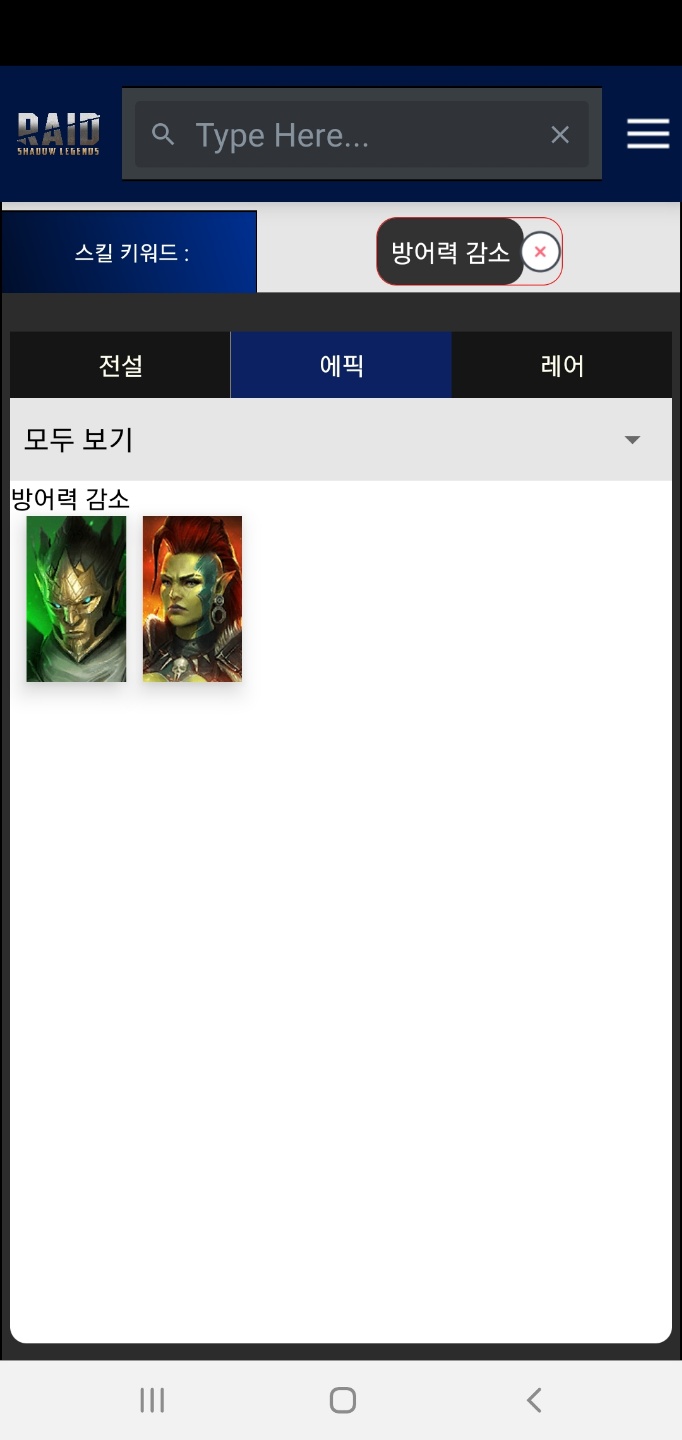 RAID
SHADOW LEGENDS
Type Here...
스킬 키워드 :
방어력 감소
전설
에픽
레어
모두 보기
방어력 감소